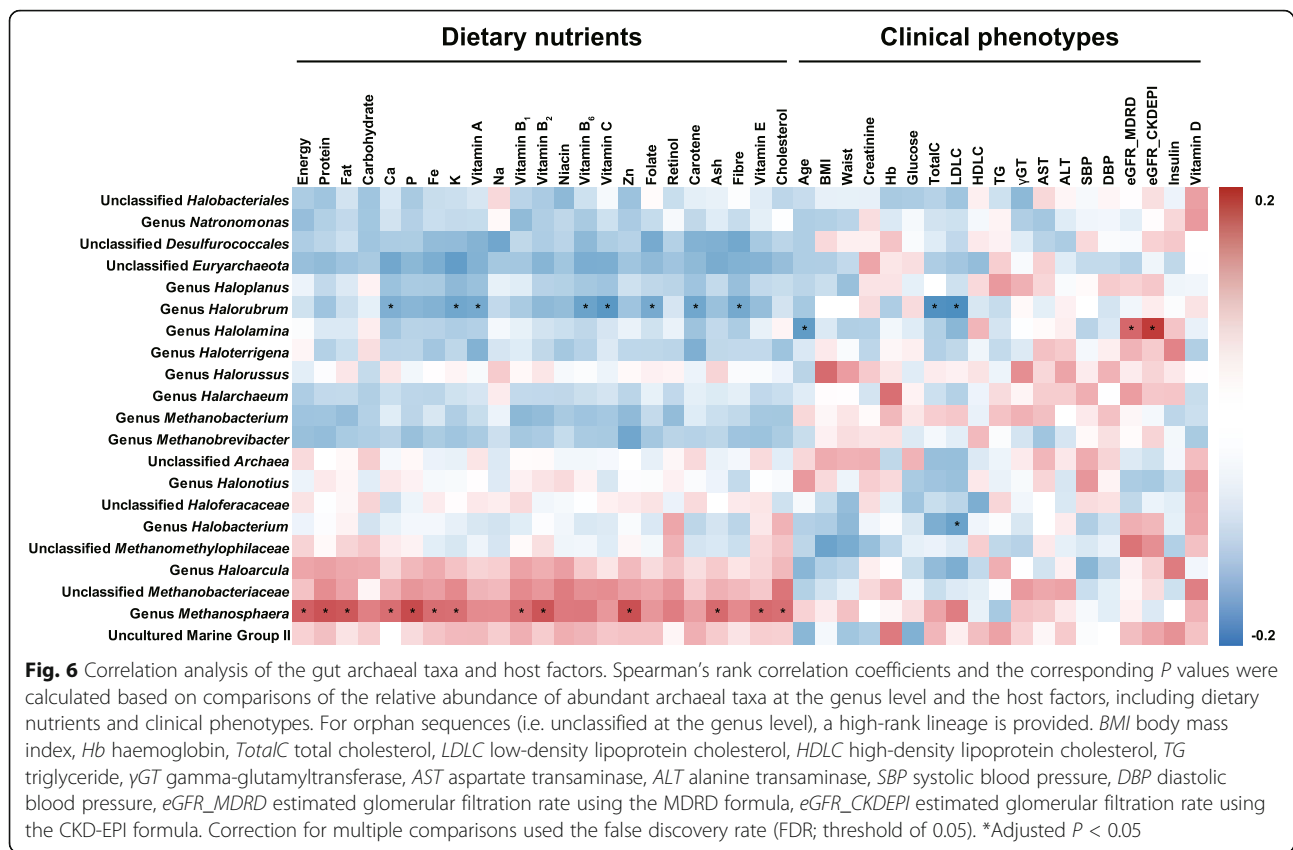 Dietary nutrients
Clinical phenotypes
Energy
Protein
Fat
Carbohydrate
Ca
P
Fe
K
Vitamin A
Na
Vitamin B1
Vitamin B2
Niacin
Vitamin B6
Vitamin C
Zn
Folate
Retinol
Carotene
Ash
Fibre
Vitamin E
Cholesterol
Age
BMI
Waist
Creatinine
Hb
Glucose
TotalC
LDLC
HDLC
TG
γGT
AST
ALT
SBP
DBP
eGFR_MDRD
eGFR_CKDEPI
Insulin
Vitamin D
Unclassified Halobacteriales
Genus Natronomonas
Unclassified Desulfurococcales
Unclassified Euryarchaeota
Genus Haloplanus
Genus Halorubrum
* * * * * * * * * *
Genus Halolamina
* * *
Genus Haloterrigena
Genus Halorussus
Genus Halarchaeum
Genus Methanobacterium
Genus Methanobrevibacter
Unclassified Archaea
Genus Halonotius
Unclassified Haloferacaceae
Genus Halobacterium
*
Unclassified Methanomethylophilaceae
Genus Haloarcula
Unclassified Methanobacteriaceae
Genus Methanosphaera
* * * * * * * * * * * * *
Uncultured Marine Group II
0.2
-0.2
Fig. 6 Correlation analysis of the gut archaeal taxa and host factors. Spearman's rank correlation coefficients and the corresponding P values were
calculated based on comparisons of the relative abundance of abundant archaeal taxa at the genus level and the host factors, including dietary
nutrients and clinical phenotypes. For orphan sequences (i.e. unclassified at the genus level), a high-rank lineage is provided. BMI body mass
index, Hb haemoglobin, TotalC total cholesterol, LDLC low-density lipoprotein cholesterol, HDLC high-density lipoprotein cholesterol, TG
triglyceride, γGT gamma-glutamyltransferase, AST aspartate transaminase, ALT alanine transaminase, SBP systolic blood pressure, DBP diastolic
blood pressure, eGFR_MDRD estimated glomerular filtration rate using the MDRD formula, eGFR_CKDEPI estimated glomerular filtration rate using
the CKD-EPI formula. Correction for multiple comparisons used the false discovery rate (FDR; threshold of 0.05). *Adjusted P < 0.05